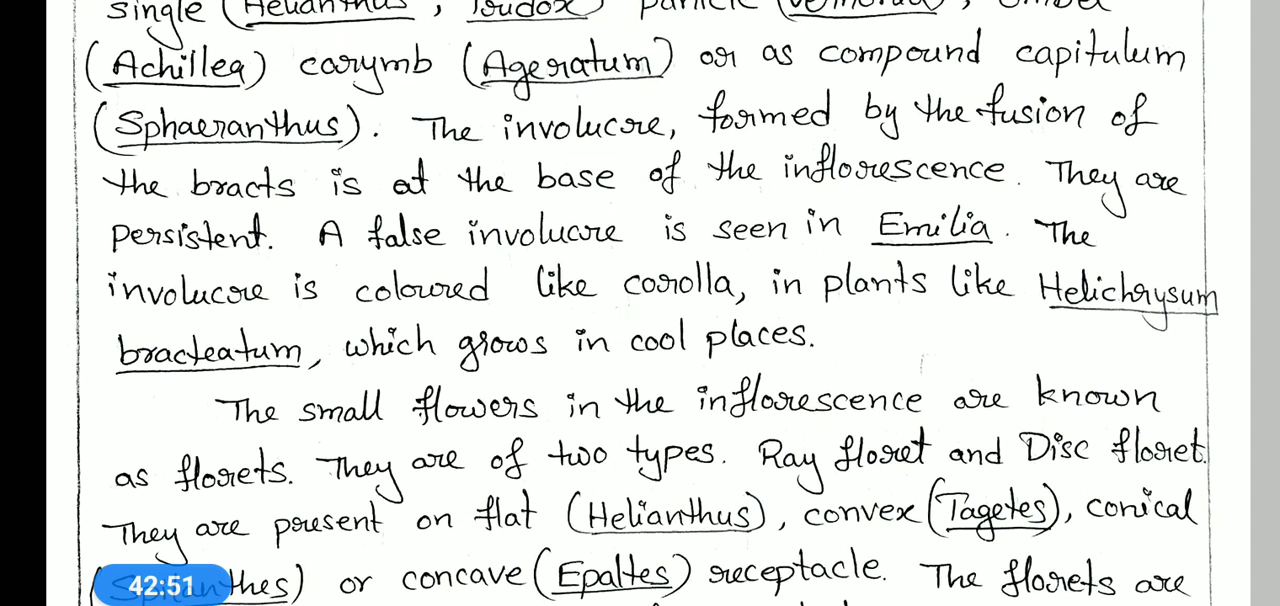 single (Helianthus,
(Achillea) corymb (Ageratum) or as compound capitulum
(Sphaeranthus). The involucre, formed by the fusion of
the bracts is at the base of the inflorescence. They are
persistent. A false involucre is seen in Emilia. The
involucre is coloured like corolla, in plants like Helichrysum
bracteatum, which grows in cool places.
The small flowers in the inflorescence are known
as florets. They are of two types. Ray floret and Disc floret.
They are present on flat (Helianthus), convex (Tagetes), conical
42:51
or concave (Epaltes) receptacle. The florets are